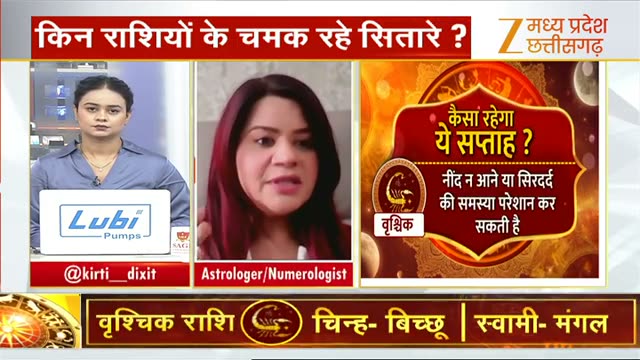 किन राशियों के चमक रहे सितारे ?
Z मध्य प्रदेश
छत्तीसगढ़
Lubi
Pumps
SAGE
@kirti__dixit
Astrologer/Numerologist
कैसा रहेगा
ये सप्ताह ?
नींद न आने या सिरदर्द
की समस्या परेशान कर
सकती है
वृश्चिक
वृश्चिक राशि चिन्ह- बिच्छू | स्वामी- मंगल